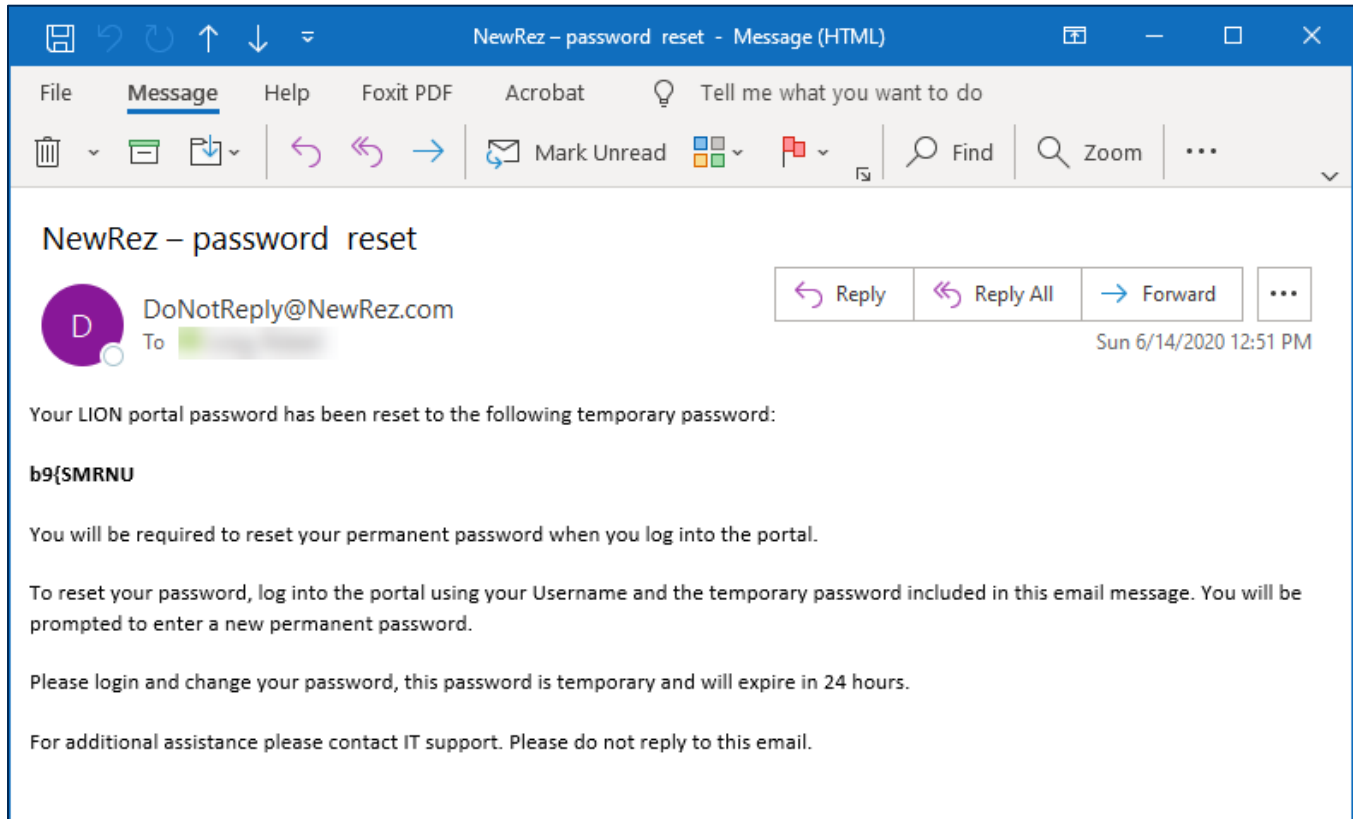 NewRez – password  reset  -  Message (HTML)
File Message Help Foxit PDF Acrobat Tell me what you want to do
Mark Unread Find Zoom
NewRez – password  reset
D
DoNotReply@NewRez.com
Reply Reply All Forward
To
Sun 6/14/2020 12:51 PM
Your LION portal password has been reset to the following temporary password:
b9{SMRNU
You will be required to reset your permanent password when you log into the portal.
To reset your password, log into the portal using your Username and the temporary password included in this email message. You will be
prompted to enter a new permanent password.
Please login and change your password, this password is temporary and will expire in 24 hours.
For additional assistance please contact IT support. Please do not reply to this email.